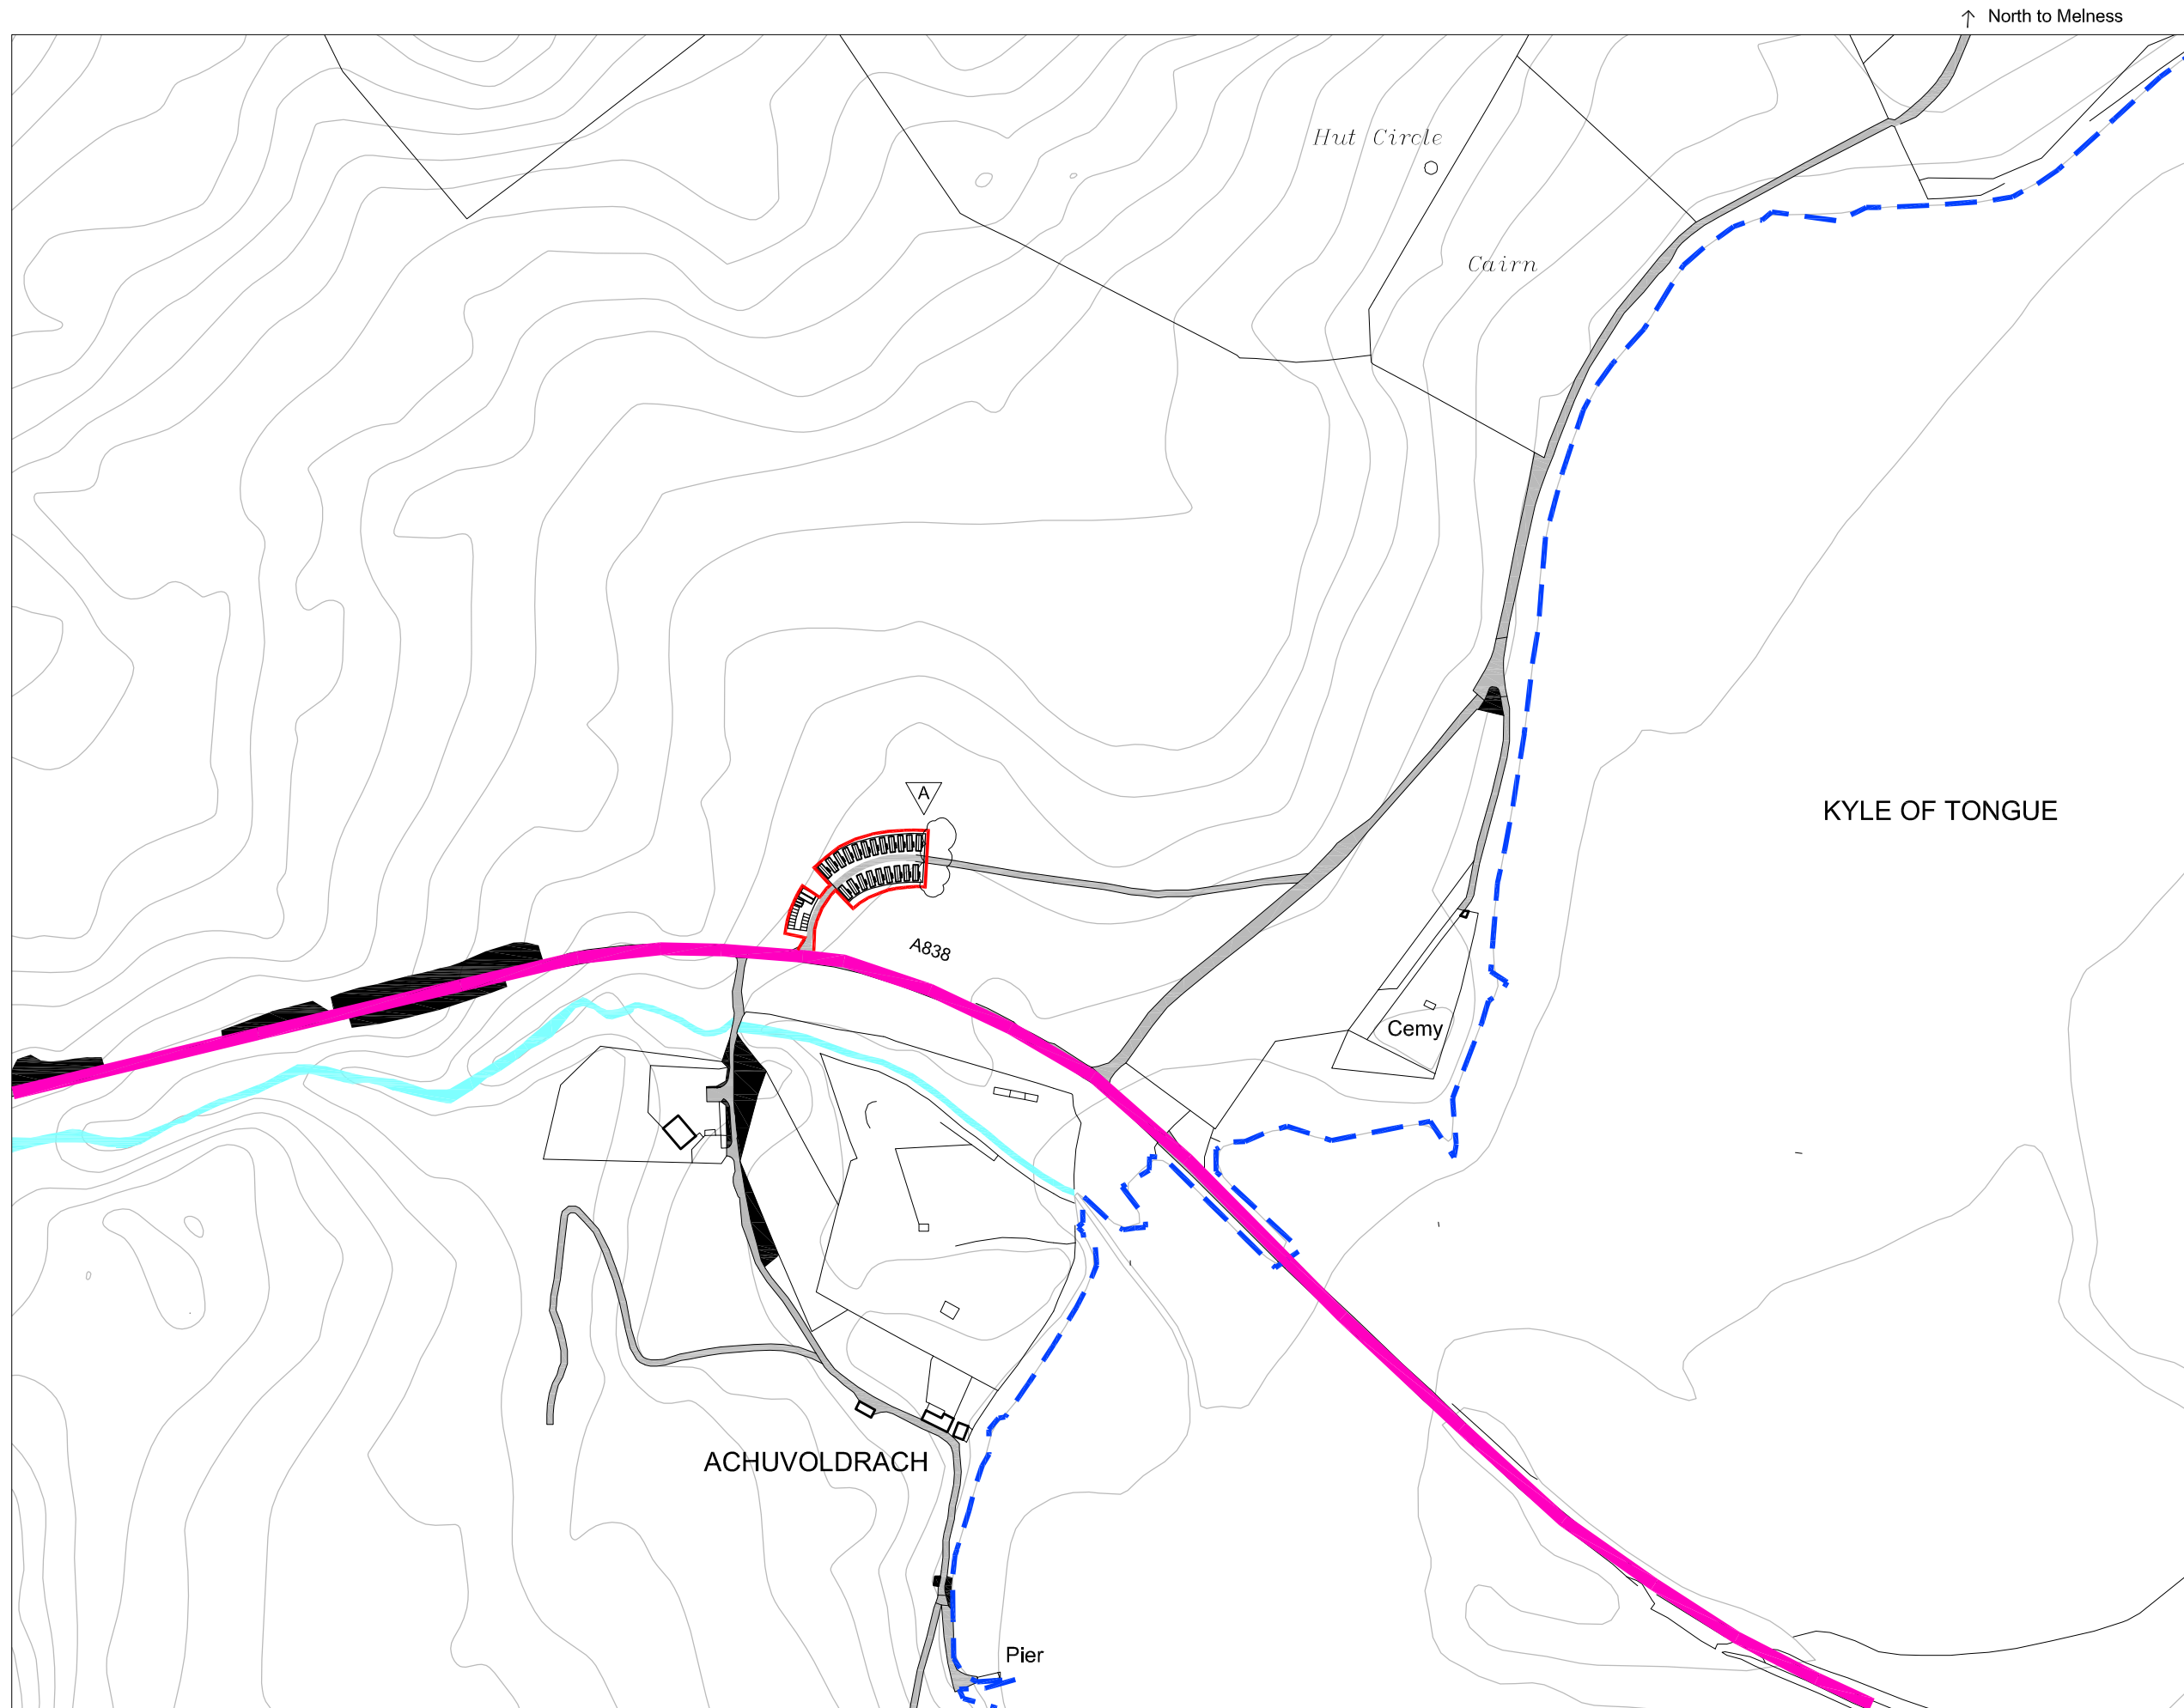 North to Melness
Hut Circle
Cairn
A
KYLE OF TONGUE
A838
Cemy
ACHUVOLDRACH
Pier